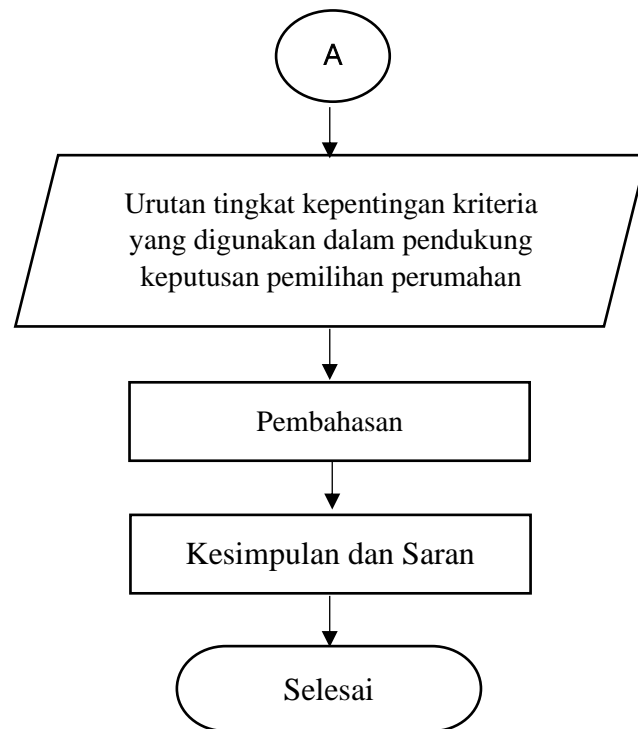 A
Urutan tingkat kepentingan kriteria
yang digunakan dalam pendukung
keputusan pemilihan perumahan
Pembahasan
Kesimpulan dan Saran
Selesai